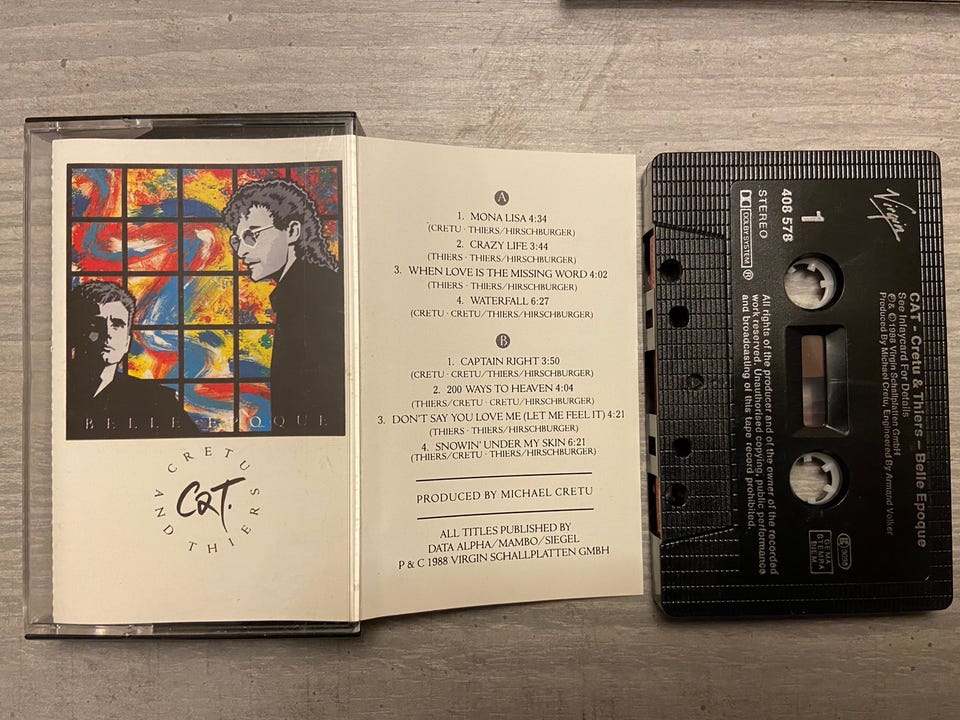 BELLE EPOQUE
CRETU
AND THIERS
CAT.
A
1. MONA LISA 4:34
(CRETU · THIERS/HIRSCHBURGER)
2. CRAZY LIFE 3:44
(THIERS · THIERS/HIRSCHBURGER)
3. WHEN LOVE IS THE MISSING WORD 4:02
(THIERS · THIERS/HIRSCHBURGER)
4. WATERFALL 6:27
(CRETU · CRETU/THIERS/HIRSCHBURGER)
B
1. CAPTAIN RIGHT 3:50
(CRETU · CRETU/THIERS/HIRSCHBURGER)
2. 200 WAYS TO HEAVEN 4:04
(THIERS/CRETU · CRETU/HIRSCHBURGER)
3. DON'T SAY YOU LOVE ME (LET ME FEEL IT) 4:21
(THIERS · THIERS/HIRSCHBURGER)
4. SNOWIN' UNDER MY SKIN 6:21
(THIERS/CRETU · THIERS/HIRSCHBURGER)
PRODUCED BY MICHAEL CRETU
ALL TITLES PUBLISHED BY
DATA ALPHA/MAMBO/SIEGEL
P & C 1988 VIRGIN SCHALLPLATTEN GMBH
Virgin
CAT - Cretu & Thiers - Belle Epoque
See Inlaycard For Details
℗ & © 1988 Virgin Schallplatten GmbH
Produced By Michael Cretu, Engineered By Armand Volker
1
408 578
STEREO
DOLBY SYSTEM ®
GEMA
STEMRA
BIEM
All rights of the producer and of the owner of the recorded
work reserved. Unauthorised copying, public performance
and broadcasting of this tape record prohibited.